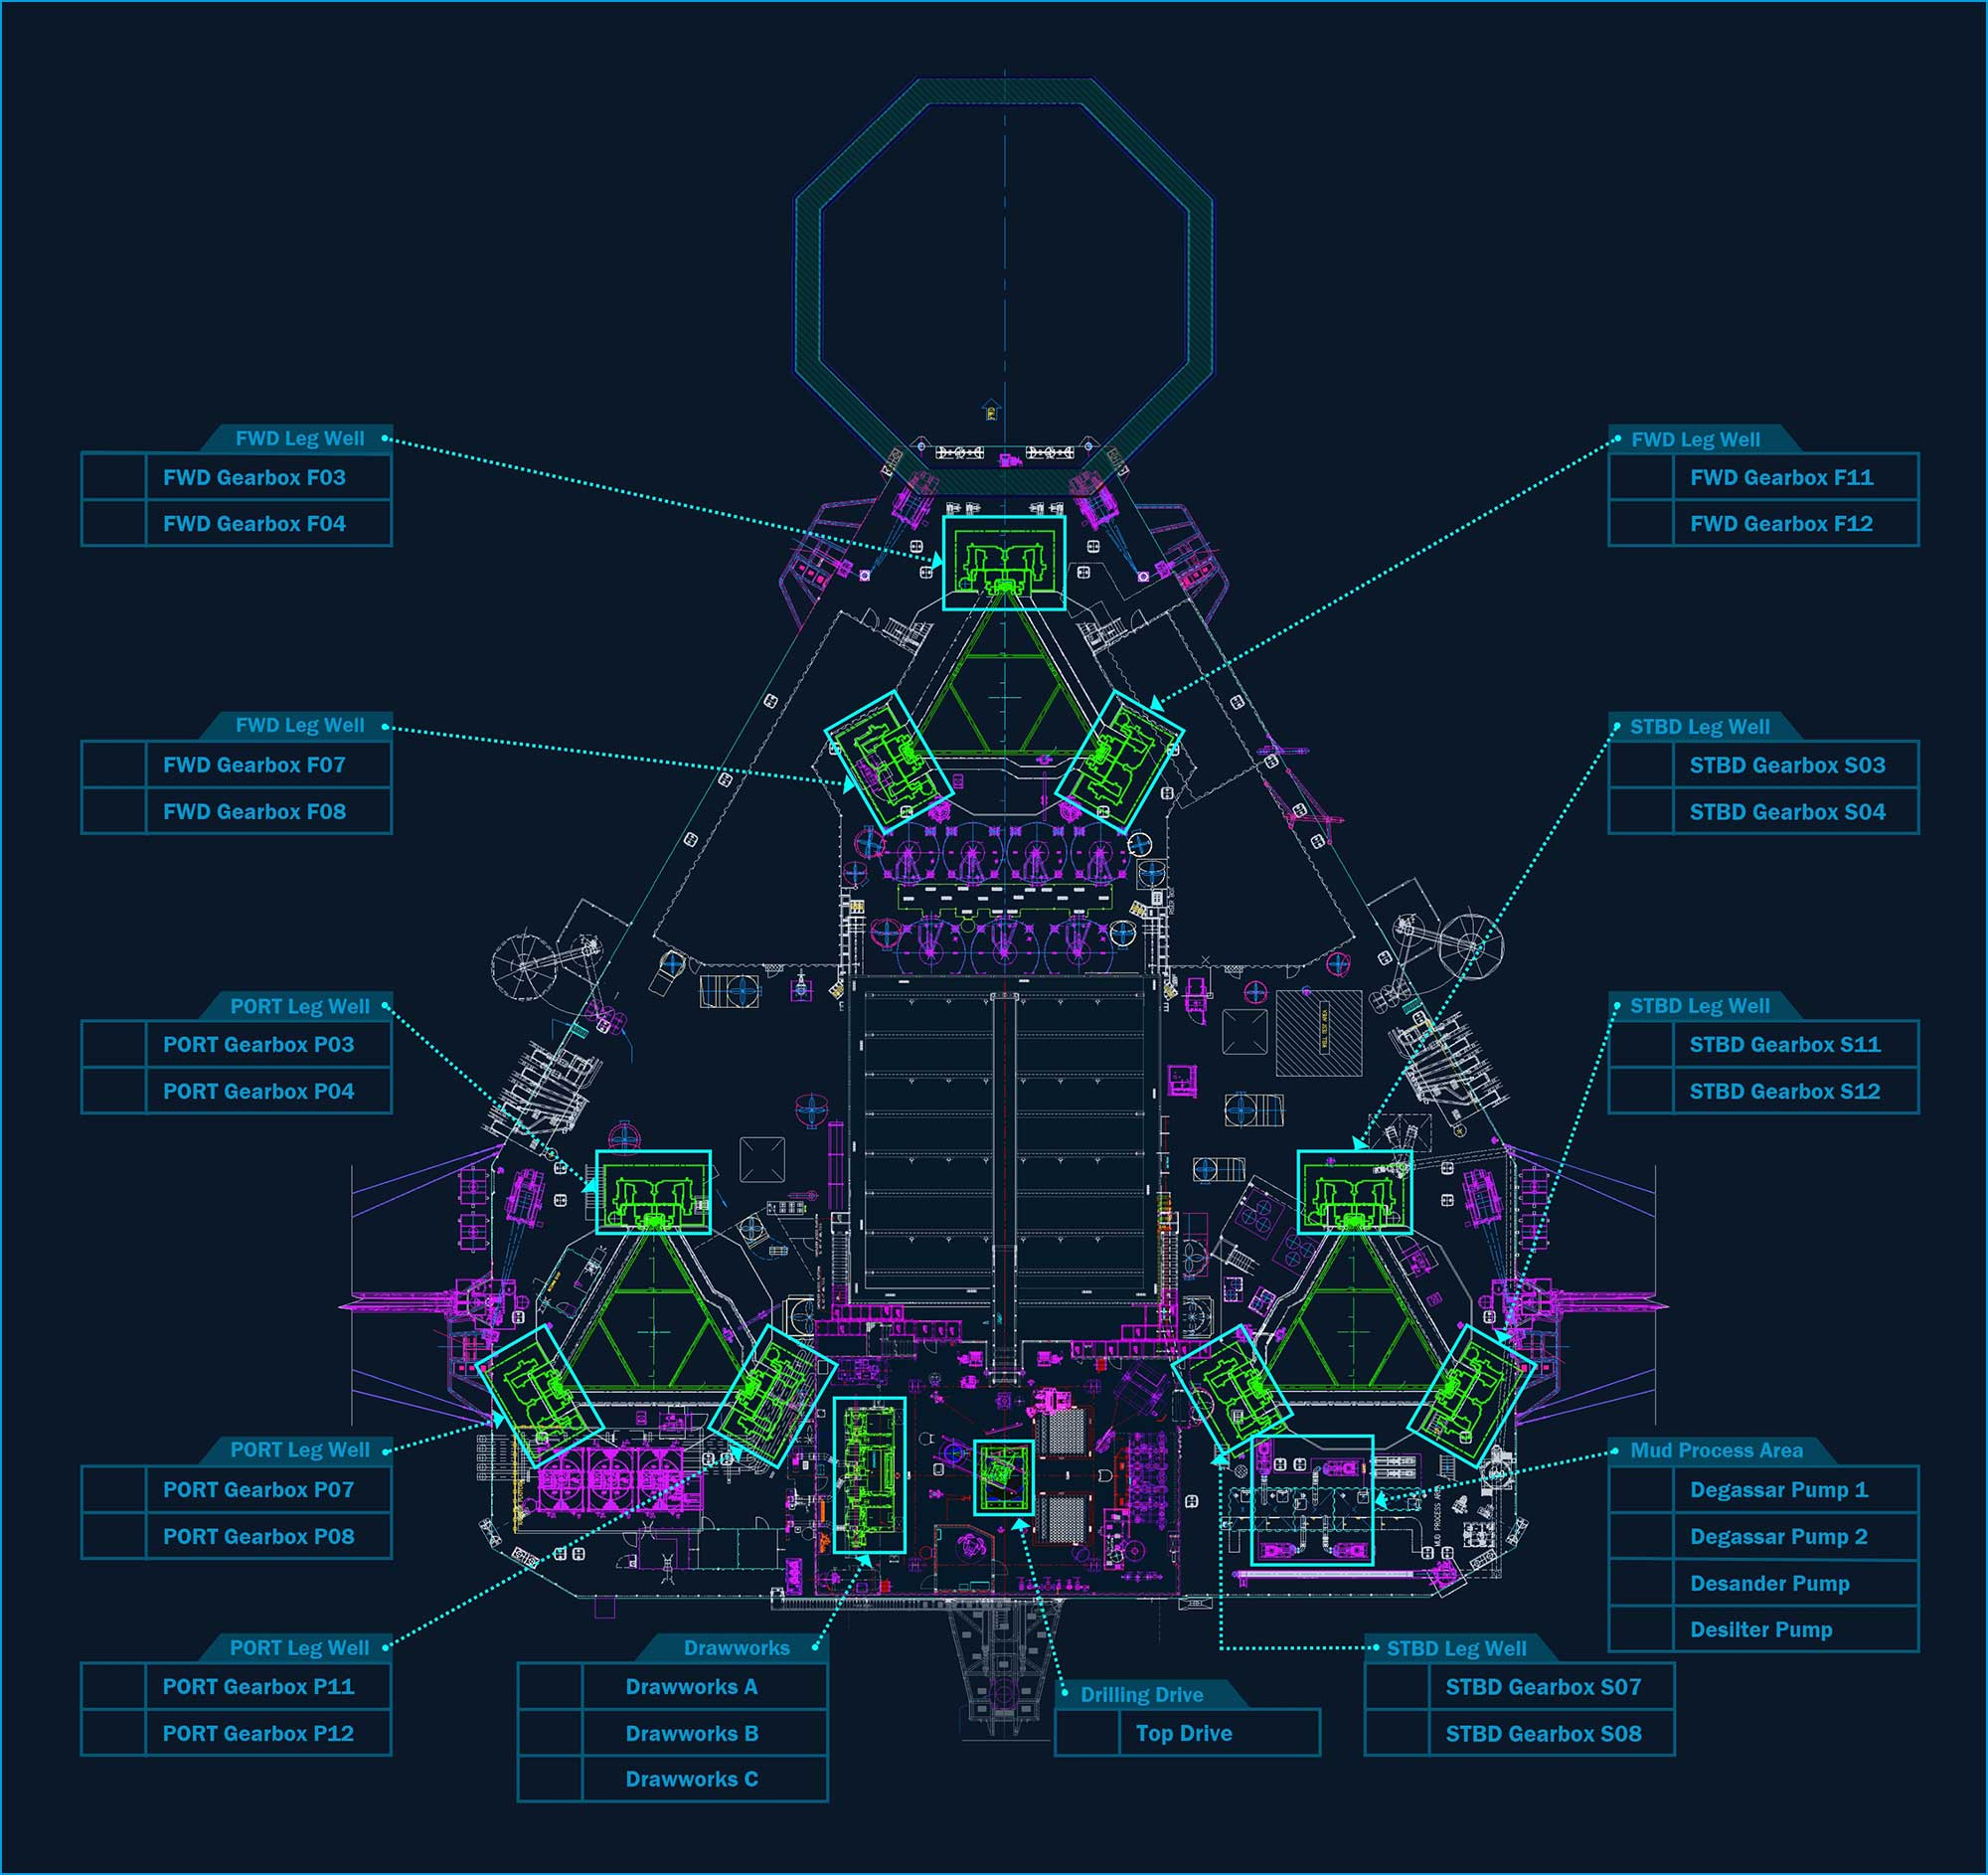 FWD Leg Well
FWD Gearbox F03
FWD Gearbox F04
FWD Leg Well
FWD Gearbox F11
FWD Gearbox F12
FWD Leg Well
FWD Gearbox F07
FWD Gearbox F08
STBD Leg Well
STBD Gearbox S03
STBD Gearbox S04
PORT Leg Well
PORT Gearbox P03
PORT Gearbox P04
STBD Leg Well
STBD Gearbox S11
STBD Gearbox S12
PORT Leg Well
PORT Gearbox P07
PORT Gearbox P08
Mud Process Area
Degassar Pump 1
Degassar Pump 2
Desander Pump
Desilter Pump
PORT Leg Well
PORT Gearbox P11
PORT Gearbox P12
Drawworks
Drawworks A
Drawworks B
Drawworks C
Drilling Drive
Top Drive
STBD Leg Well
STBD Gearbox S07
STBD Gearbox S08
MUD PROCESS AREA